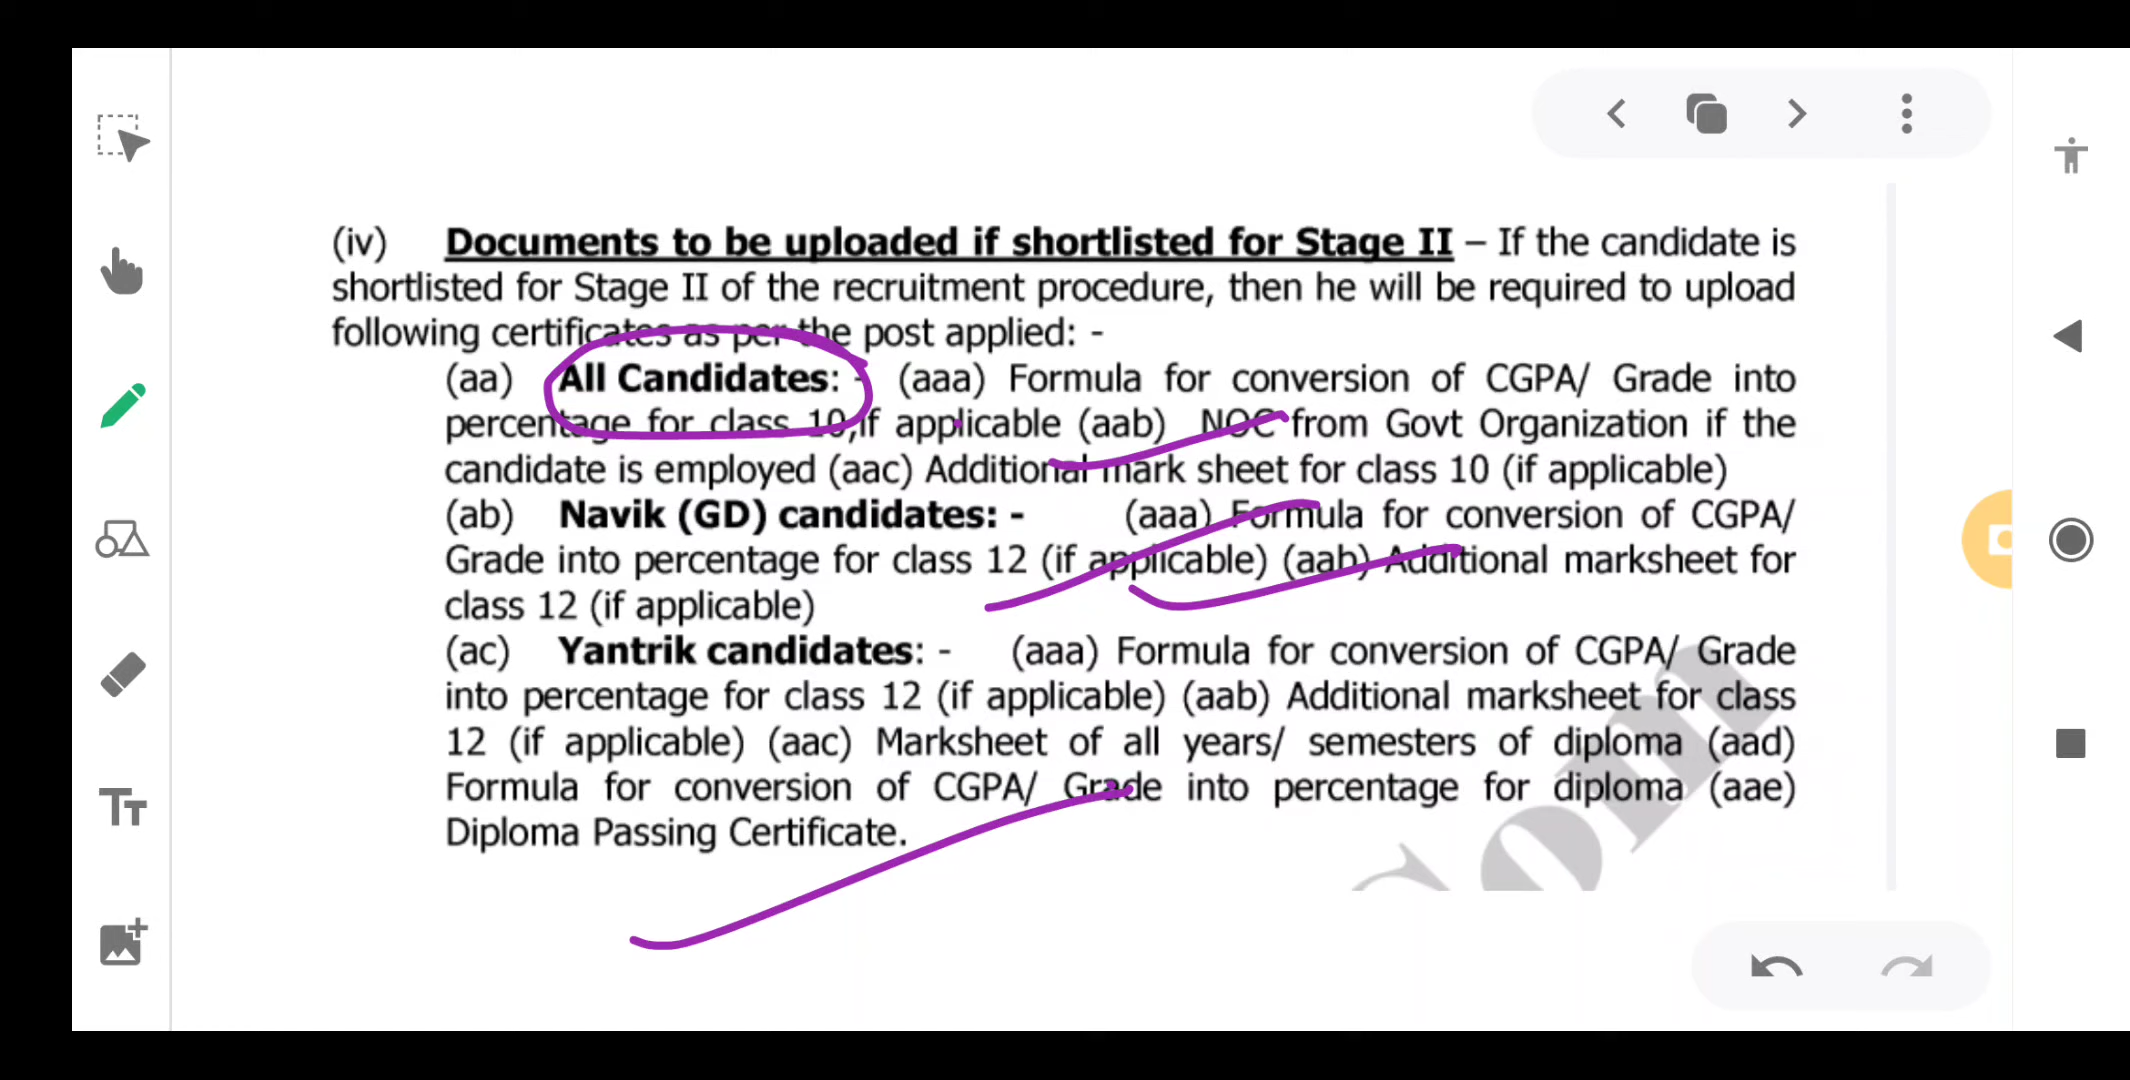 (iv) Documents to be uploaded if shortlisted for Stage II – If the candidate is
shortlisted for Stage II of the recruitment procedure, then he will be required to upload
following certificates as per the post applied: -
(aa) All Candidates: - (aaa) Formula for conversion of CGPA/ Grade into
percentage for class 10,if applicable (aab) NOC from Govt Organization if the
candidate is employed (aac) Additional mark sheet for class 10 (if applicable)
(ab) Navik (GD) candidates: - (aaa) Formula for conversion of CGPA/
Grade into percentage for class 12 (if applicable) (aab) Additional marksheet for
class 12 (if applicable)
(ac) Yantrik candidates: - (aaa) Formula for conversion of CGPA/ Grade
into percentage for class 12 (if applicable) (aab) Additional marksheet for class
12 (if applicable) (aac) Marksheet of all years/ semesters of diploma (aad)
Formula for conversion of CGPA/ Grade into percentage for diploma (aae)
Diploma Passing Certificate.
Tt
com